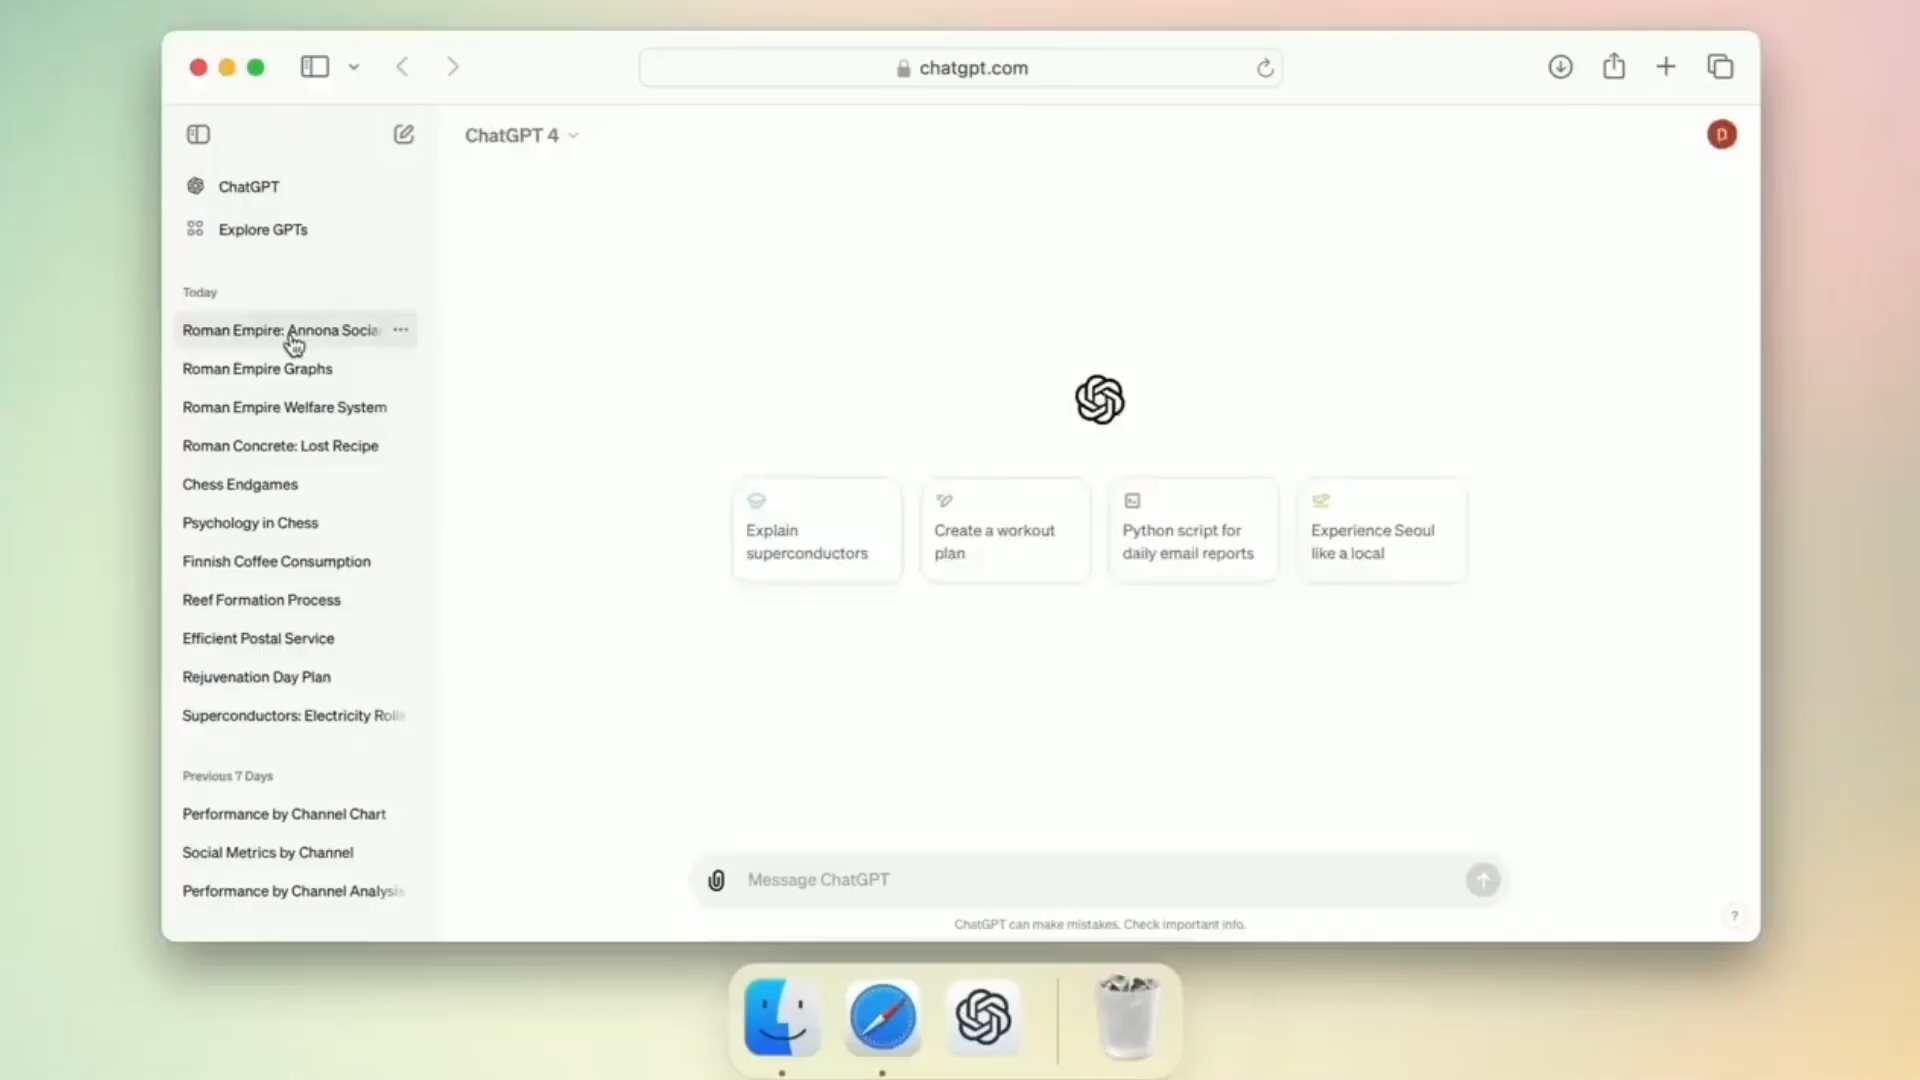 chatgpt.com
ChatGPT 4
D
ChatGPT
Explore GPTs
Today
Roman Empire: Annona Socia
Roman Empire Graphs
Roman Empire Welfare System
Roman Concrete: Lost Recipe
Chess Endgames
Psychology in Chess
Finnish Coffee Consumption
Reef Formation Process
Efficient Postal Service
Rejuvenation Day Plan
Superconductors: Electricity Rolls
Previous 7 Days
Performance by Channel Chart
Social Metrics by Channel
Performance by Channel Analysis
Explain
superconductors
Create a workout
plan
Python script for
daily email reports
Experience Seoul
like a local
Message ChatGPT
ChatGPT can make mistakes. Check important info.
?